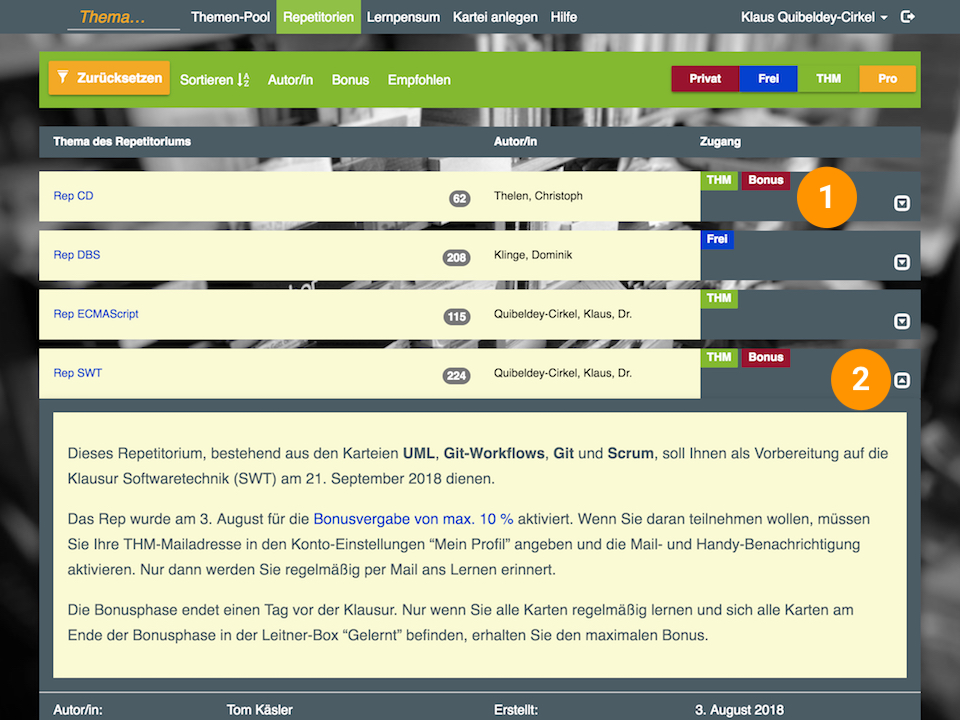 Thema... Themen-Pool Repetitorien Lernpensum Kartei anlegen Hilfe Klaus Quibeldey-Cirkel
Zurücksetzen Sortieren Autor/in Bonus Empfohlen Privat Frei THM Pro
Thema des Repetitoriums Autor/in Zugang
Rep CD 62 Thelen, Christoph THM Bonus 1
Rep DBS 208 Klinge, Dominik Frei
Rep ECMAScript 115 Quibeldey-Cirkel, Klaus, Dr. THM
Rep SWT 224 Quibeldey-Cirkel, Klaus, Dr. THM Bonus 2
Dieses Repetitorium, bestehend aus den Karteien UML, Git-Workflows, Git und Scrum, soll Ihnen als Vorbereitung auf die
Klausur Softwaretechnik (SWT) am 21. September 2018 dienen.
Das Rep wurde am 3. August für die Bonusvergabe von max. 10 % aktiviert. Wenn Sie daran teilnehmen wollen, müssen
Sie Ihre THM-Mailadresse in den Konto-Einstellungen “Mein Profil” angeben und die Mail- und Handy-Benachrichtigung
aktivieren. Nur dann werden Sie regelmäßig per Mail ans Lernen erinnert.
Die Bonusphase endet einen Tag vor der Klausur. Nur wenn Sie alle Karten regelmäßig lernen und sich alle Karten am
Ende der Bonusphase in der Leitner-Box “Gelernt” befinden, erhalten Sie den maximalen Bonus.
Autor/in: Tom Käsler Erstellt: 3. August 2018